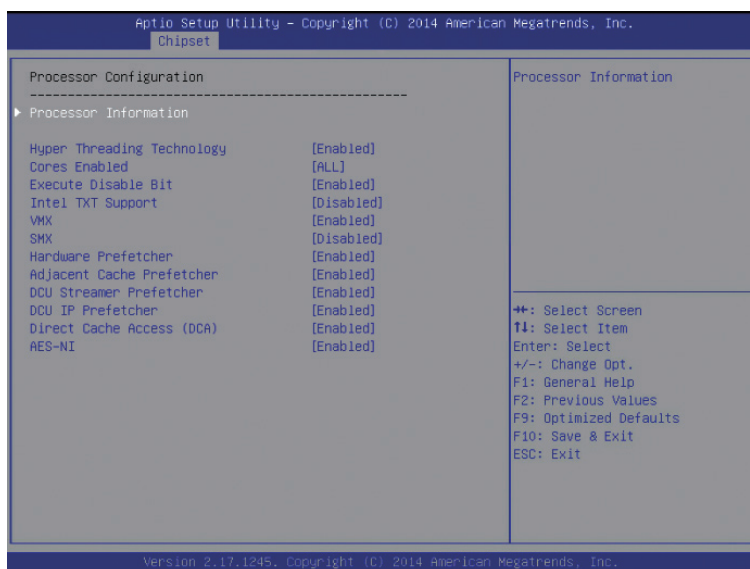 Aptio Setup Utility – Copyright (C) 2014 American Megatrends, Inc.
Chipset
Processor Configuration
Processor Information
Hyper Threading Technology [Enabled]
Cores Enabled [ALL]
Execute Disable Bit [Enabled]
Intel TXT Support [Disabled]
VMX [Enabled]
SMX [Disabled]
Hardware Prefetcher [Enabled]
Adjacent Cache Prefetcher [Enabled]
DCU Streamer Prefetcher [Enabled]
DCU IP Prefetcher [Enabled]
Direct Cache Access (DCA) [Enabled]
AES-NI [Enabled]
Processor Information
→←: Select Screen
↑↓: Select Item
Enter: Select
+/-: Change Opt.
F1: General Help
F2: Previous Values
F9: Optimized Defaults
F10: Save & Exit
ESC: Exit
Version 2.17.1245. Copyright (C) 2014 American Megatrends, Inc.